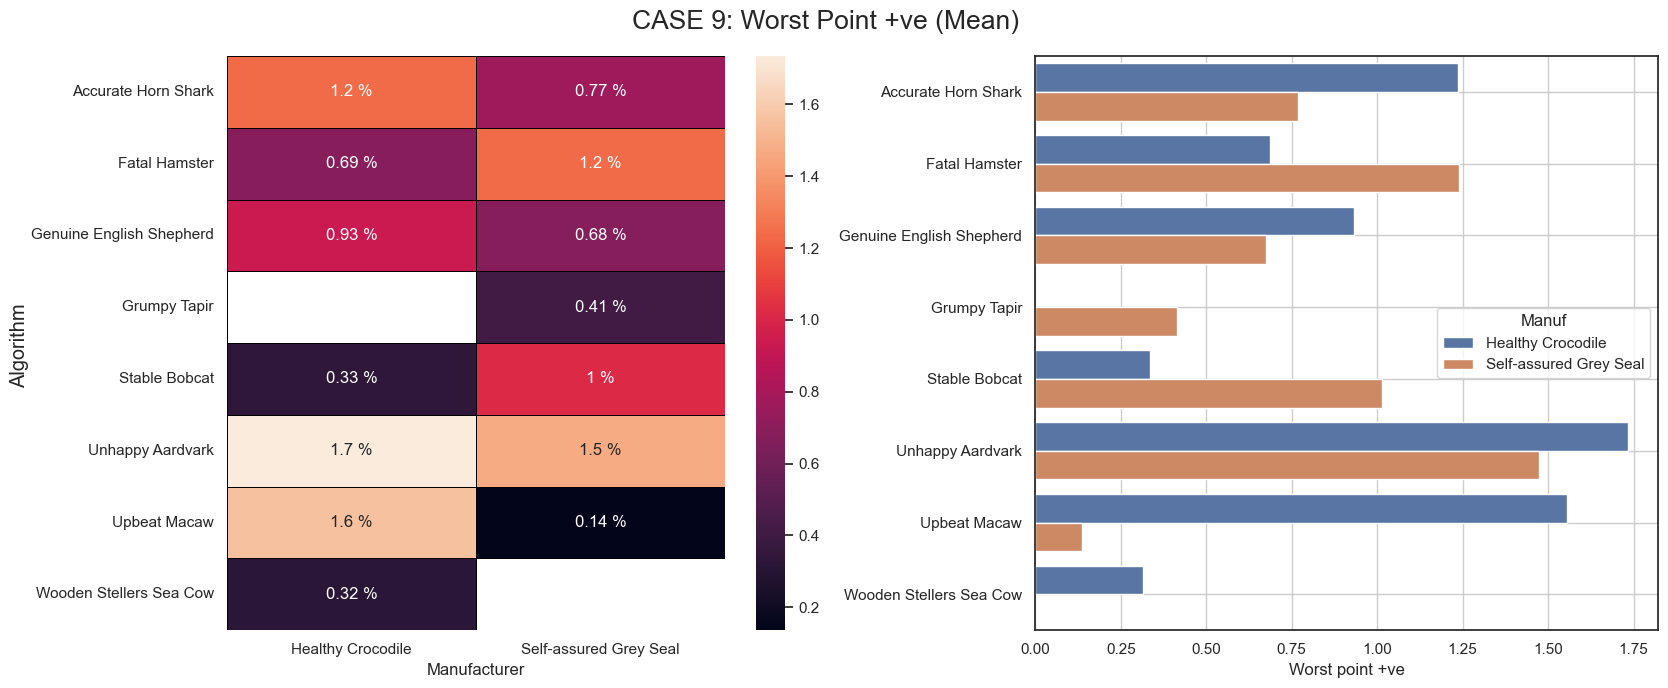 CASE 9: Worst Point +ve (Mean)
Algorithm
Accurate Horn Shark
Fatal Hamster
Genuine English Shepherd
Grumpy Tapir
Stable Bobcat
Unhappy Aardvark
Upbeat Macaw
Wooden Stellers Sea Cow
1.2 % 0.77 %
0.69 % 1.2 %
0.93 % 0.68 %
0.41 %
0.33 % 1 %
1.7 % 1.5 %
1.6 % 0.14 %
0.32 %
Healthy Crocodile Self-assured Grey Seal
Manufacturer
1.6
1.4
1.2
1.0
0.8
0.6
0.4
0.2
Accurate Horn Shark
Fatal Hamster
Genuine English Shepherd
Grumpy Tapir
Stable Bobcat
Unhappy Aardvark
Upbeat Macaw
Wooden Stellers Sea Cow
Manuf
Healthy Crocodile
Self-assured Grey Seal
0.00 0.25 0.50 0.75 1.00 1.25 1.50 1.75
Worst point +ve